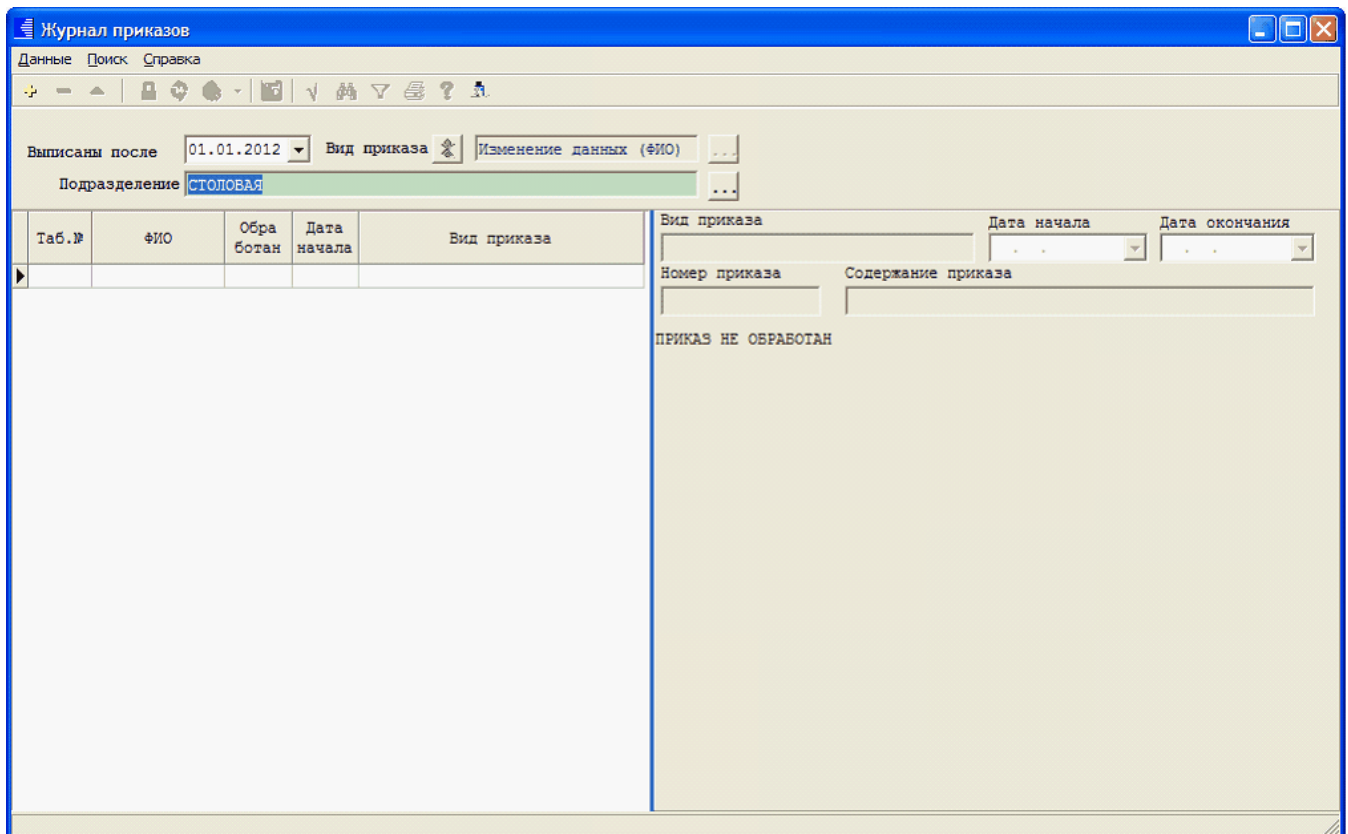 Журнал приказов
Данные Поиск Справка
Выписаны после 01.01.2012 Вид приказа Изменение данных (ФИО) ...
Подразделение СТОЛОВАЯ ...
Таб.№ ФИО Обра ботан Дата начала Вид приказа
Вид приказа Дата начала Дата окончания
. . . .
Номер приказа Содержание приказа
ПРИКАЗ НЕ ОБРАБОТАН